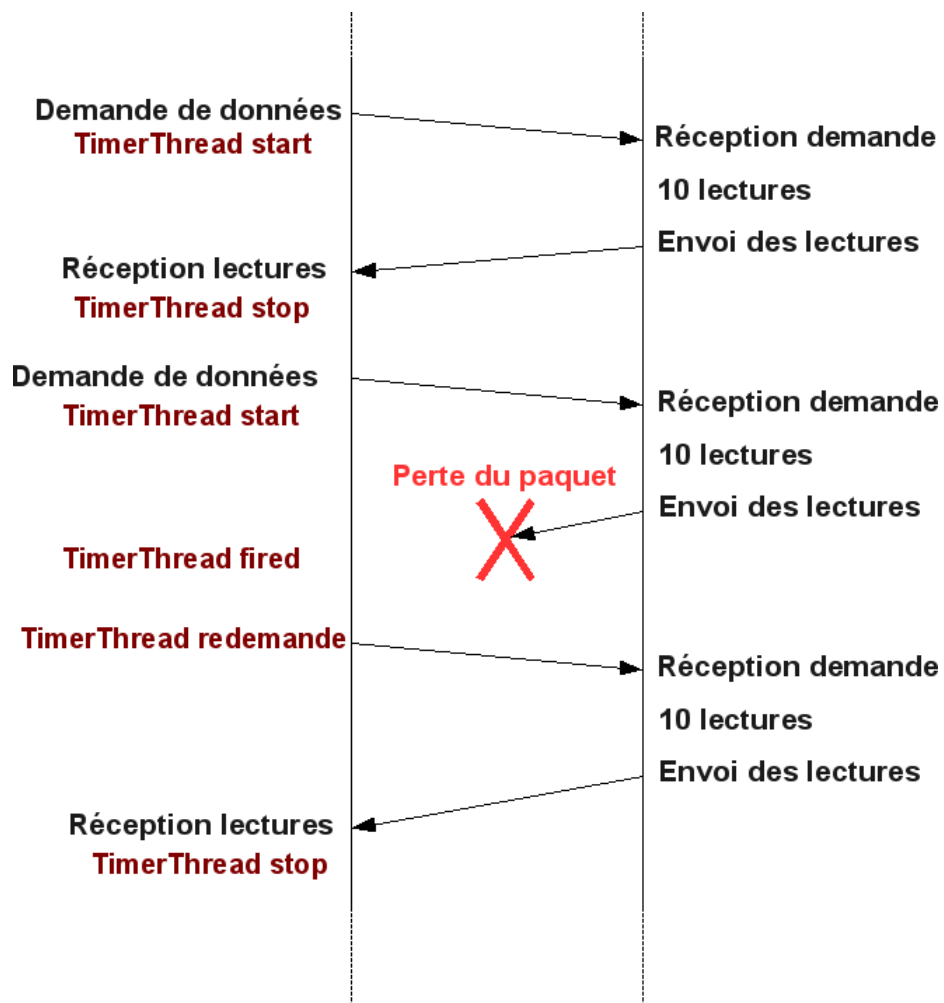 Demande de données
TimerThread start
Réception demande
10 lectures
Envoi des lectures
Réception lectures
TimerThread stop
Demande de données
TimerThread start
Réception demande
10 lectures
Perte du paquet
Envoi des lectures
TimerThread fired
TimerThread redemande
Réception demande
10 lectures
Envoi des lectures
Réception lectures
TimerThread stop